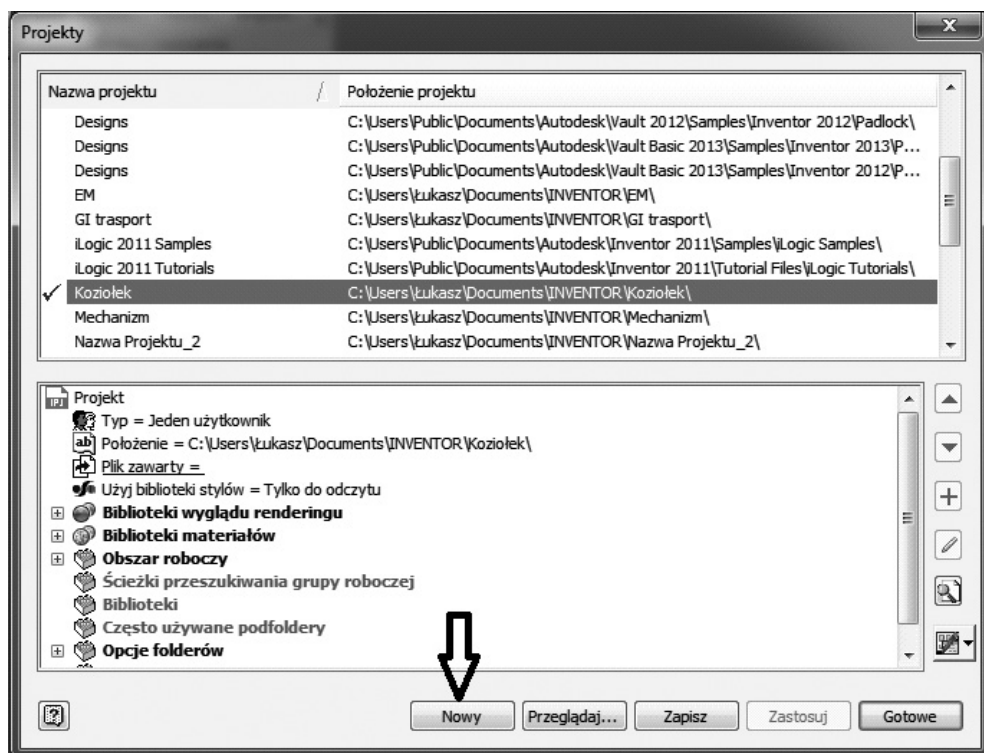 Projekty
Nazwa projektu / Położenie projektu
Designs C:\Users\Public\Documents\Autodesk\Vault 2012\Samples\Inventor 2012\Padlock\
Designs C:\Users\Public\Documents\Autodesk\Vault Basic 2013\Samples\Inventor 2013\P...
Designs C:\Users\Public\Documents\Autodesk\Vault Basic 2013\Samples\Inventor 2012\P...
EM C:\Users\Łukasz\Documents\INVENTOR\EM\
GI trasport C:\Users\Łukasz\Documents\INVENTOR\GI trasport\
iLogic 2011 Samples C:\Users\Public\Documents\Autodesk\Inventor 2011\Samples\iLogic Samples\
iLogic 2011 Tutorials C:\Users\Public\Documents\Autodesk\Inventor 2011\Tutorial Files\iLogic Tutorials\
Koziołek C:\Users\Łukasz\Documents\INVENTOR\Koziołek\
Mechanizm C:\Users\Łukasz\Documents\INVENTOR\Mechanizm\
Nazwa Projektu_2 C:\Users\Łukasz\Documents\INVENTOR\Nazwa Projektu_2\
IPJ Projekt
Typ = Jeden użytkownik
ab Położenie = C:\Users\Łukasz\Documents\INVENTOR\Koziołek\
Plik zawarty =
Użyj biblioteki stylów = Tylko do odczytu
Biblioteki wyglądu renderingu
Biblioteki materiałów
Obszar roboczy
Ścieżki przeszukiwania grupy roboczej
Biblioteki
Często używane podfoldery
Opcje folderów
Nowy Przeglądaj... Zapisz Zastosuj Gotowe